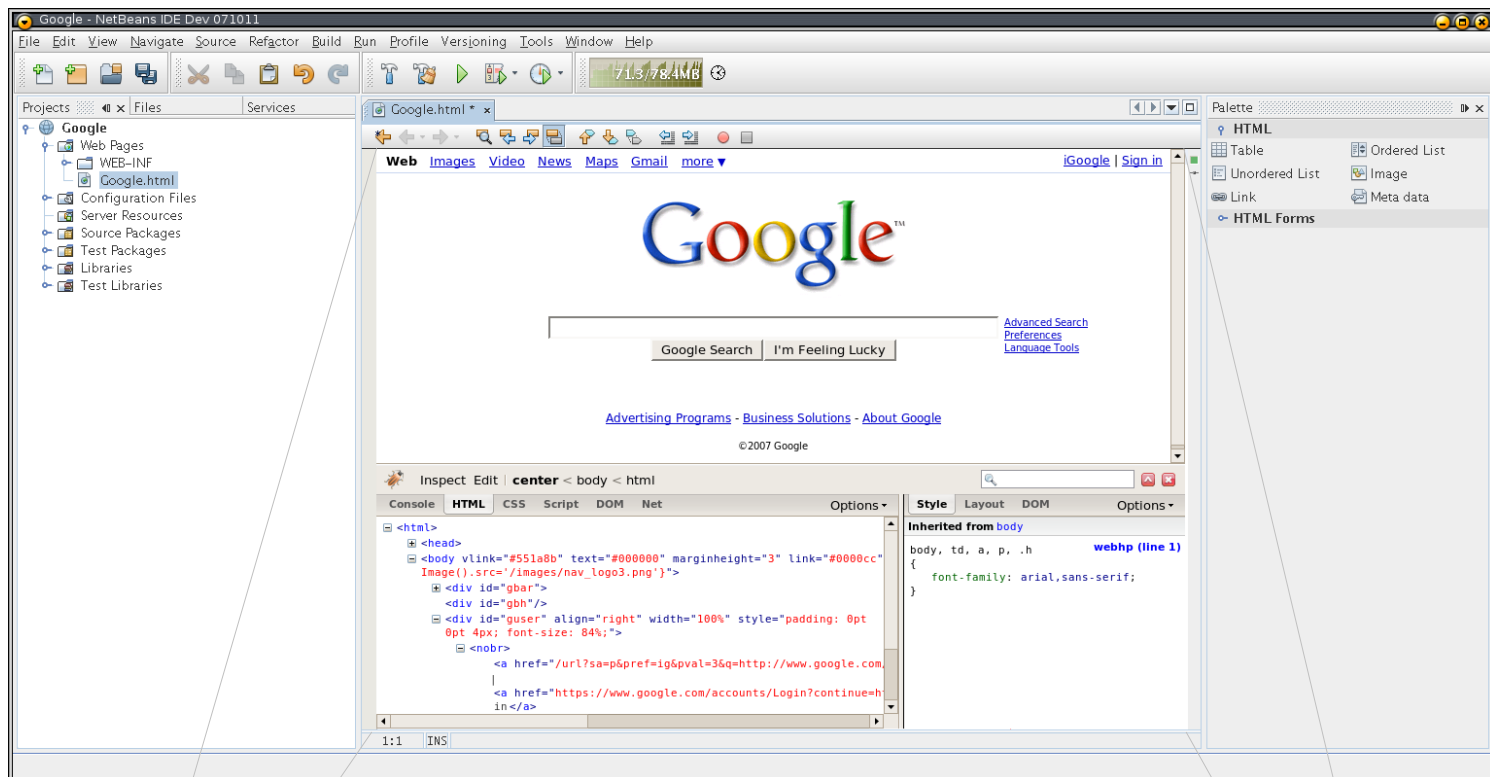 Google - NetBeans IDE Dev 071011
File Edit View Navigate Source Refactor Build Run Profile Versioning Tools Window Help
71.3/78.4MB
Projects Files Services
Google
Web Pages
WEB-INF
Google.html
Configuration Files
Server Resources
Source Packages
Test Packages
Libraries
Test Libraries
Google.html *
Web Images Video News Maps Gmail more ▼ iGoogle | Sign in
Google™
Advanced Search
Preferences
Language Tools
Google Search I'm Feeling Lucky
Advertising Programs - Business Solutions - About Google
©2007 Google
Inspect Edit | center < body < html
Console HTML CSS Script DOM Net Options
<html>
<head>
<body vlink="#551a8b" text="#000000" marginheight="3" link="#0000cc"
Image().src='/images/nav_logo3.png'}">
<div id="gbar">
<div id="gbh"/>
<div id="guser" align="right" width="100%" style="padding: 0pt
0pt 4px; font-size: 84%;">
<nobr>
<a href="/url?sa=p&pref=ig&pval=3&q=http://www.google.com/
|
<a href="https://www.google.com/accounts/Login?continue=h
in</a>
Style Layout DOM Options
Inherited from body
body, td, a, p, .h webhp (line 1)
{
font-family: arial,sans-serif;
}
1:1 INS
Palette
HTML
Table Ordered List
Unordered List Image
Link Meta data
HTML Forms